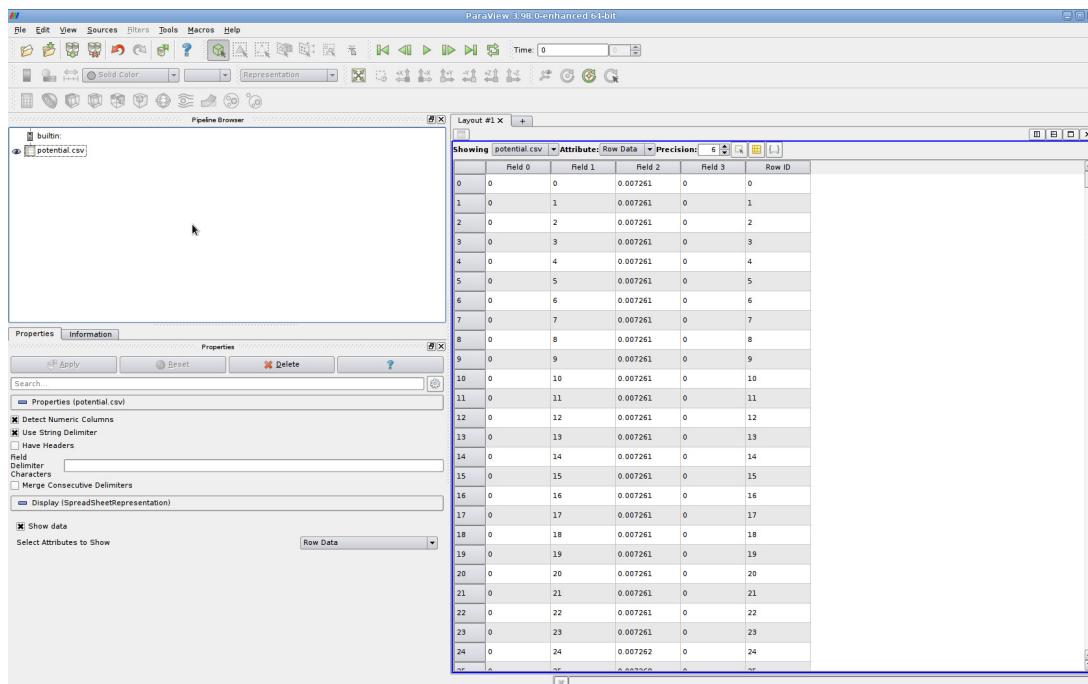 ParaView 3.98.0-enhanced 64-bit
File Edit View Sources Filters Tools Macros Help
Time: 0 0
Solid Color Representation
Pipeline Browser
builtin:
potential.csv
Properties Information
Properties
Apply Reset Delete ?
Search...
Properties (potential.csv)
Detect Numeric Columns
Use String Delimiter
Have Headers
Field
Delimiter
Characters
Merge Consecutive Delimiters
Display (SpreadSheetRepresentation)
Show data
Select Attributes to Show Row Data
Layout #1 x +
Showing potential.csv Attribute: Row Data Precision: 6
Field 0 Field 1 Field 2 Field 3 Row ID
0 0 0 0.007261 0 0
1 0 1 0.007261 0 1
2 0 2 0.007261 0 2
3 0 3 0.007261 0 3
4 0 4 0.007261 0 4
5 0 5 0.007261 0 5
6 0 6 0.007261 0 6
7 0 7 0.007261 0 7
8 0 8 0.007261 0 8
9 0 9 0.007261 0 9
10 0 10 0.007261 0 10
11 0 11 0.007261 0 11
12 0 12 0.007261 0 12
13 0 13 0.007261 0 13
14 0 14 0.007261 0 14
15 0 15 0.007261 0 15
16 0 16 0.007261 0 16
17 0 17 0.007261 0 17
18 0 18 0.007261 0 18
19 0 19 0.007261 0 19
20 0 20 0.007261 0 20
21 0 21 0.007261 0 21
22 0 22 0.007261 0 22
23 0 23 0.007261 0 23
24 0 24 0.007262 0 24